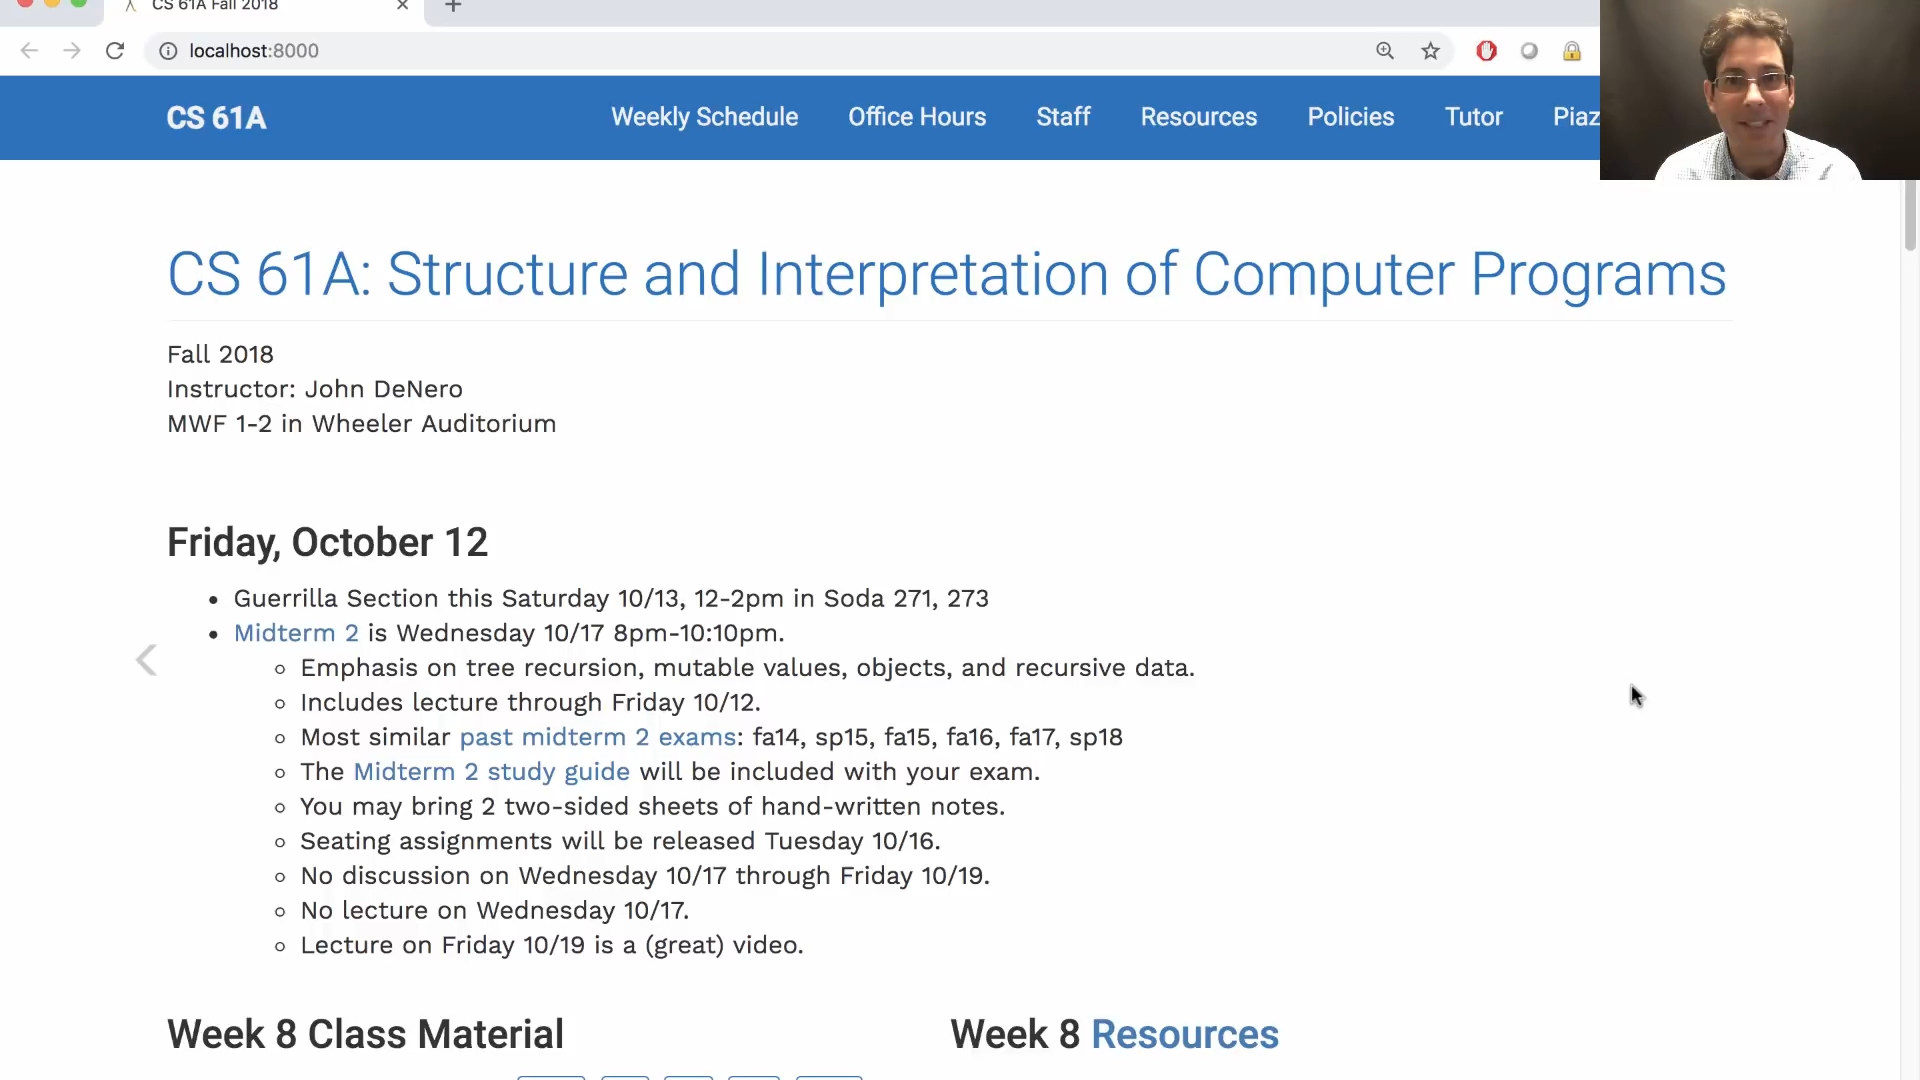 CS 61A Fall 2018
localhost:8000
CS 61A
Weekly Schedule
Office Hours
Staff
Resources
Policies
Tutor
CS 61A: Structure and Interpretation of Computer Programs
Fall 2018
Instructor: John DeNero
MWF 1-2 in Wheeler Auditorium
Friday, October 12
Guerrilla Section this Saturday 10/13, 12-2pm in Soda 271, 273
Midterm 2 is Wednesday 10/17 8pm-10:10pm.
Emphasis on tree recursion, mutable values, objects, and recursive data.
Includes lecture through Friday 10/12.
Most similar past midterm 2 exams: fa14, sp15, fa15, fa16, fa17, sp18
The Midterm 2 study guide will be included with your exam.
You may bring 2 two-sided sheets of hand-written notes.
Seating assignments will be released Tuesday 10/16.
No discussion on Wednesday 10/17 through Friday 10/19.
No lecture on Wednesday 10/17.
Lecture on Friday 10/19 is a (great) video.
Week 8 Class Material
Week 8 Resources